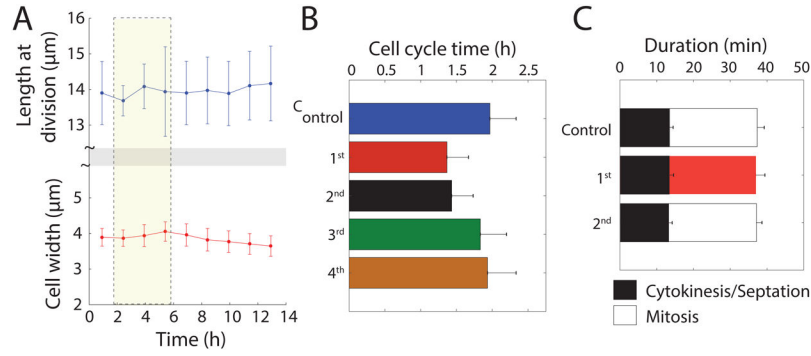 A
Length at
division (µm)
16
15
14
13
~
~
Cell width (µm)
5
4
3
2
0 2 4 6 8 10 12 14
Time (h)
B
Cell cycle time (h)
0 0.5 1 1.5 2 2.5
Control
1st
2nd
3rd
4th
C
Duration (min)
0 10 20 30 40 50
Control
1st
2nd
Cytokinesis/Septation
Mitosis